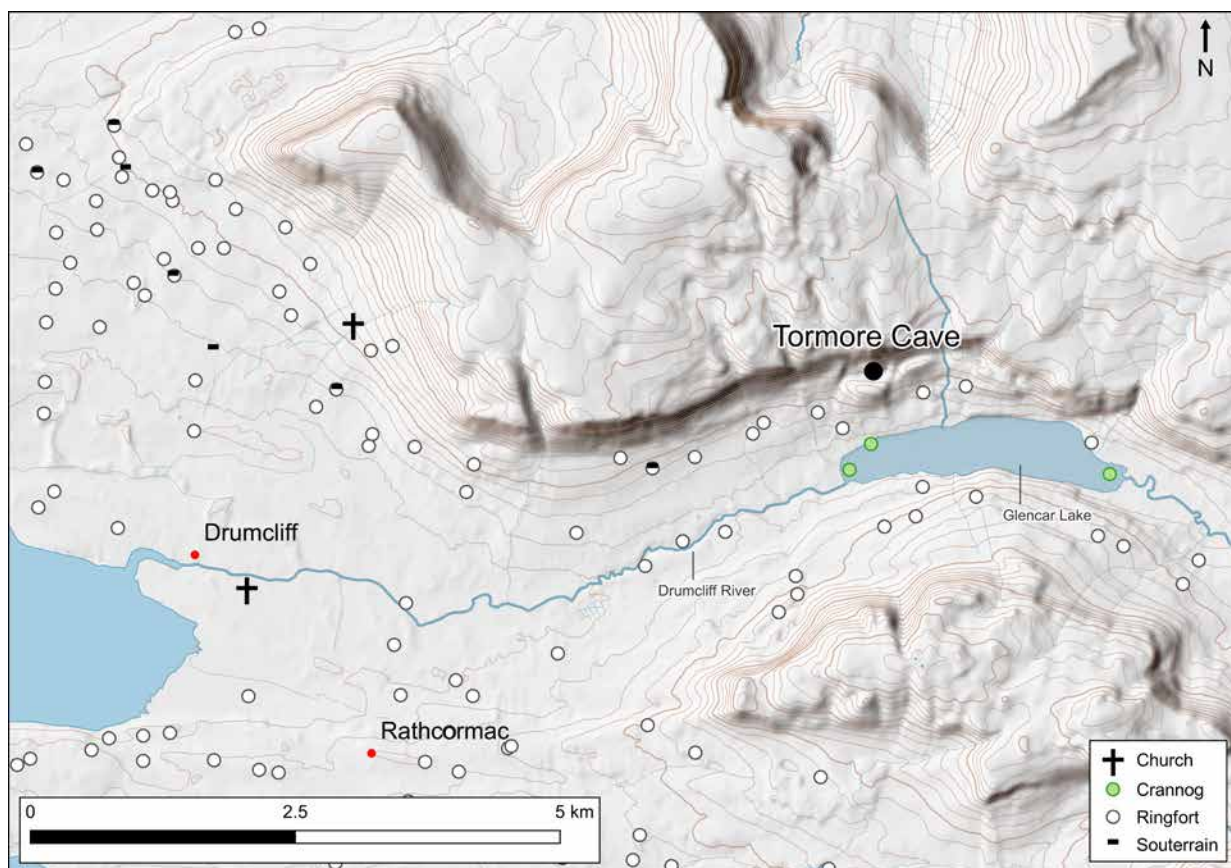 N
Tormore Cave
Glencar Lake
Drumcliff
Drumcliff River
Rathcormac
Church
Crannog
Ringfort
Souterrain
0 2.5 5 km